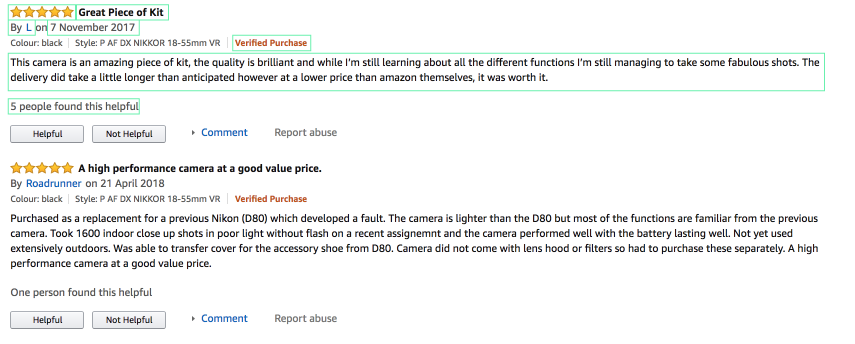 Great Piece of Kit
By L on 7 November 2017
Colour: black | Style: P AF DX NIKKOR 18-55mm VR | Verified Purchase
This camera is an amazing piece of kit, the quality is brilliant and while I'm still learning about all the different functions I'm still managing to take some fabulous shots. The
delivery did take a little longer than anticipated however at a lower price than amazon themselves, it was worth it.
5 people found this helpful
Helpful Not Helpful Comment Report abuse
A high performance camera at a good value price.
By Roadrunner on 21 April 2018
Colour: black | Style: P AF DX NIKKOR 18-55mm VR | Verified Purchase
Purchased as a replacement for a previous Nikon (D80) which developed a fault. The camera is lighter than the D80 but most of the functions are familiar from the previous
camera. Took 1600 indoor close up shots in poor light without flash on a recent assignemnt and the camera performed well with the battery lasting well. Not yet used
extensively outdoors. Was able to transfer cover for the accessory shoe from D80. Camera did not come with lens hood or filters so had to purchase these separately. A high
performance camera at a good value price.
One person found this helpful
Helpful Not Helpful Comment Report abuse